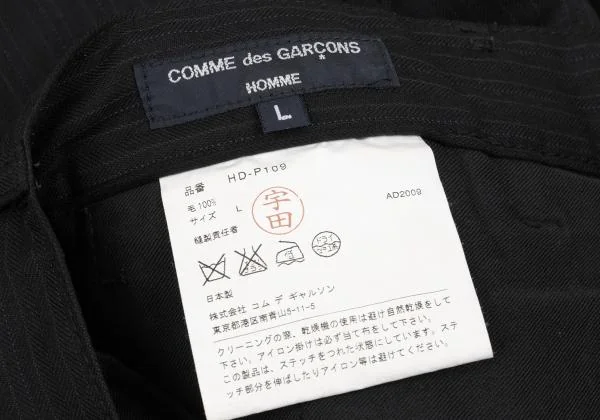 COMME des GARÇONS
HOMME
L
品番 HD-P109
毛100%
サイズ L
AD2009
縫製責任者
宇田
ドライ
日本製
株式会社 コム デ ギャルソン
東京都港区南青山5-11-5
クリーニングの際、乾燥機の使用は避け自然乾燥をして
下さい。アイロン掛けは必ず当て布をして下さい。
この製品は、ステッチをつれた状態にしています。ステ
ッチ部分を伸ばしたりアイロン等は避けてください。